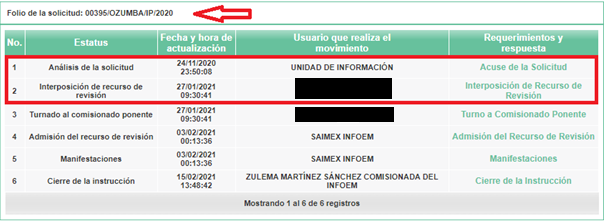 Folio de la solicitud: 00395/OZUMBA/IP/2020
No. Estatus Fecha y hora de actualización Usuario que realiza el movimiento Requerimientos y respuesta
1 Análisis de la solicitud 24/11/2020 23:50:08 UNIDAD DE INFORMACIÓN Acuse de la Solicitud
2 Interposición de recurso de revisión 27/01/2021 09:30:41 Interposición de Recurso de Revisión
3 Turnado al comisionado ponente 27/01/2021 09:30:41 Turno a Comisionado Ponente
4 Admisión del recurso de revisión 03/02/2021 00:13:36 SAIMEX INFOEM Admisión del Recurso de Revisión
5 Manifestaciones 03/02/2021 00:13:36 SAIMEX INFOEM Manifestaciones
6 Cierre de la instrucción 15/02/2021 13:48:42 ZULEMA MARTÍNEZ SÁNCHEZ COMISIONADA DEL INFOEM Cierre de la Instrucción
Mostrando 1 al 6 de 6 registros